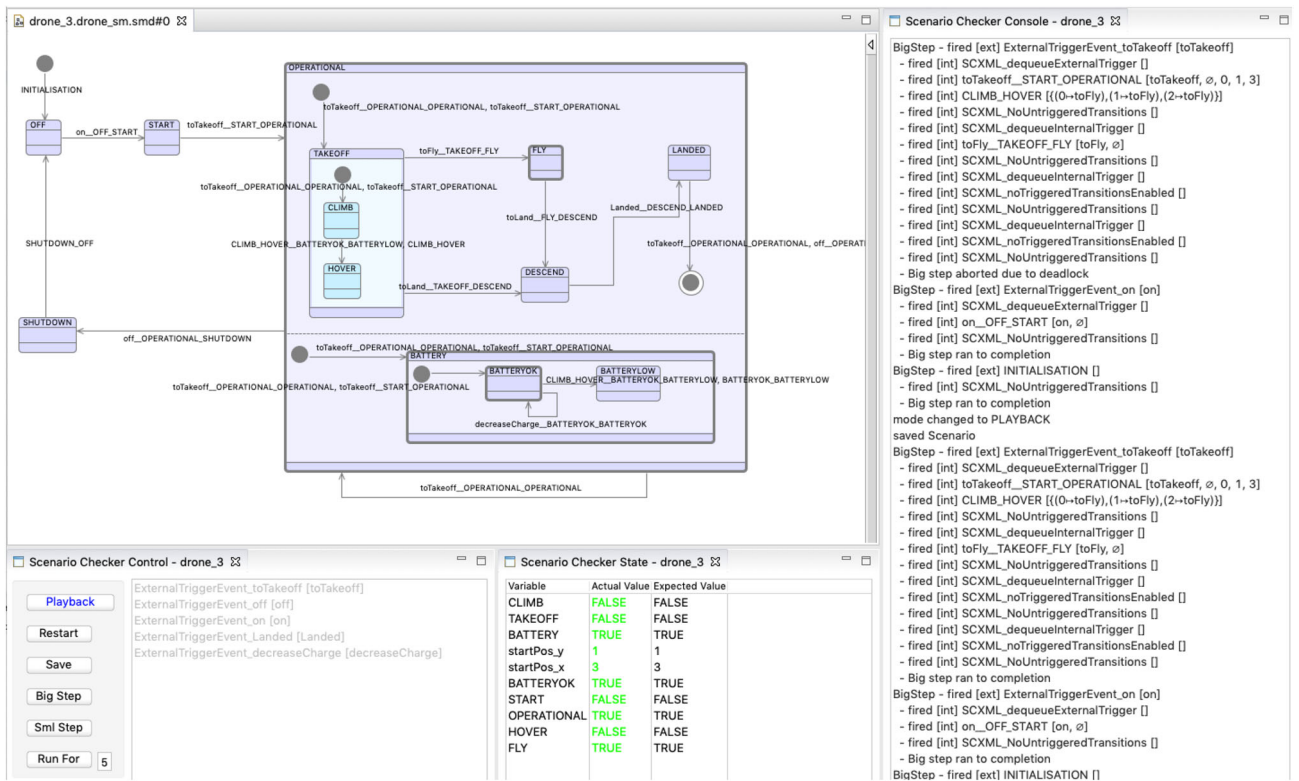 drone_3.drone_sm.smd#0
INITIALISATION
OFF
on__OFF_START
START
toTakeoff__START_OPERATIONAL
OPERATIONAL
toTakeoff__OPERATIONAL_OPERATIONAL, toTakeoff__START_OPERATIONAL
TAKEOFF
toFly__TAKEOFF_FLY
FLY
LANDED
toTakeoff__OPERATIONAL_OPERATIONAL, toTakeoff__START_OPERATIONAL
CLIMB
Landed__DESCEND_LANDED
toLand__FLY_DESCEND
SHUTDOWN_OFF
CLIMB_HOVER__BATTERYOK_BATTERYLOW, CLIMB_HOVER
toTakeoff__OPERATIONAL_OPERATIONAL, off__OPERATI
HOVER
DESCEND
toLand__TAKEOFF_DESCEND
SHUTDOWN
off__OPERATIONAL_SHUTDOWN
toTakeoff__OPERATIONAL_OPERATIONAL, toTakeoff__START_OPERATIONAL
BATTERY
BATTERYOK
BATTERYLOW
CLIMB_HOVER__BATTERYOK_BATTERYLOW, BATTERYOK_BATTERYLOW
toTakeoff__OPERATIONAL_OPERATIONAL, toTakeoff__START_OPERATIONAL
decreaseCharge__BATTERYOK_BATTERYOK
toTakeoff__OPERATIONAL_OPERATIONAL
Scenario Checker Control - drone_3
Playback
Restart
Save
Big Step
Sml Step
Run For 5
ExternalTriggerEvent_toTakeoff [toTakeoff]
ExternalTriggerEvent_off [off]
ExternalTriggerEvent_on [on]
ExternalTriggerEvent_Landed [Landed]
ExternalTriggerEvent_decreaseCharge [decreaseCharge]
Scenario Checker State - drone_3
Variable Actual Value Expected Value
CLIMB FALSE FALSE
TAKEOFF FALSE FALSE
BATTERY TRUE TRUE
startPos_y 1 1
startPos_x 3 3
BATTERYOK TRUE TRUE
START FALSE FALSE
OPERATIONAL TRUE TRUE
HOVER FALSE FALSE
FLY TRUE TRUE
Scenario Checker Console - drone_3
BigStep - fired [ext] ExternalTriggerEvent_toTakeoff [toTakeoff]
- fired [int] SCXML_dequeueExternalTrigger []
- fired [int] toTakeoff__START_OPERATIONAL [toTakeoff, ∅, 0, 1, 3]
- fired [int] CLIMB_HOVER [{(0↦toFly),(1↦toFly),(2↦toFly)}]
- fired [int] SCXML_NoUntriggeredTransitions []
- fired [int] SCXML_dequeueInternalTrigger []
- fired [int] toFly__TAKEOFF_FLY [toFly, ∅]
- fired [int] SCXML_NoUntriggeredTransitions []
- fired [int] SCXML_dequeueInternalTrigger []
- fired [int] SCXML_noTriggeredTransitionsEnabled []
- fired [int] SCXML_NoUntriggeredTransitions []
- fired [int] SCXML_dequeueInternalTrigger []
- fired [int] SCXML_noTriggeredTransitionsEnabled []
- fired [int] SCXML_NoUntriggeredTransitions []
- Big step aborted due to deadlock
BigStep - fired [ext] ExternalTriggerEvent_on [on]
- fired [int] SCXML_dequeueExternalTrigger []
- fired [int] on__OFF_START [on, ∅]
- fired [int] SCXML_NoUntriggeredTransitions []
- Big step ran to completion
BigStep - fired [ext] INITIALISATION []
- fired [int] SCXML_NoUntriggeredTransitions []
- Big step ran to completion
mode changed to PLAYBACK
saved Scenario
BigStep - fired [ext] ExternalTriggerEvent_toTakeoff [toTakeoff]
- fired [int] SCXML_dequeueExternalTrigger []
- fired [int] toTakeoff__START_OPERATIONAL [toTakeoff, ∅, 0, 1, 3]
- fired [int] CLIMB_HOVER [{(0↦toFly),(1↦toFly),(2↦toFly)}]
- fired [int] SCXML_NoUntriggeredTransitions []
- fired [int] SCXML_dequeueInternalTrigger []
- fired [int] toFly__TAKEOFF_FLY [toFly, ∅]
- fired [int] SCXML_NoUntriggeredTransitions []
- fired [int] SCXML_dequeueInternalTrigger []
- fired [int] SCXML_noTriggeredTransitionsEnabled []
- fired [int] SCXML_NoUntriggeredTransitions []
- fired [int] SCXML_dequeueInternalTrigger []
- fired [int] SCXML_noTriggeredTransitionsEnabled []
- fired [int] SCXML_NoUntriggeredTransitions []
- Big step ran to completion
BigStep - fired [ext] ExternalTriggerEvent_on [on]
- fired [int] SCXML_dequeueExternalTrigger []
- fired [int] on__OFF_START [on, ∅]
- fired [int] SCXML_NoUntriggeredTransitions []
- Big step ran to completion
BigStep - fired [ext] INITIALISATION []